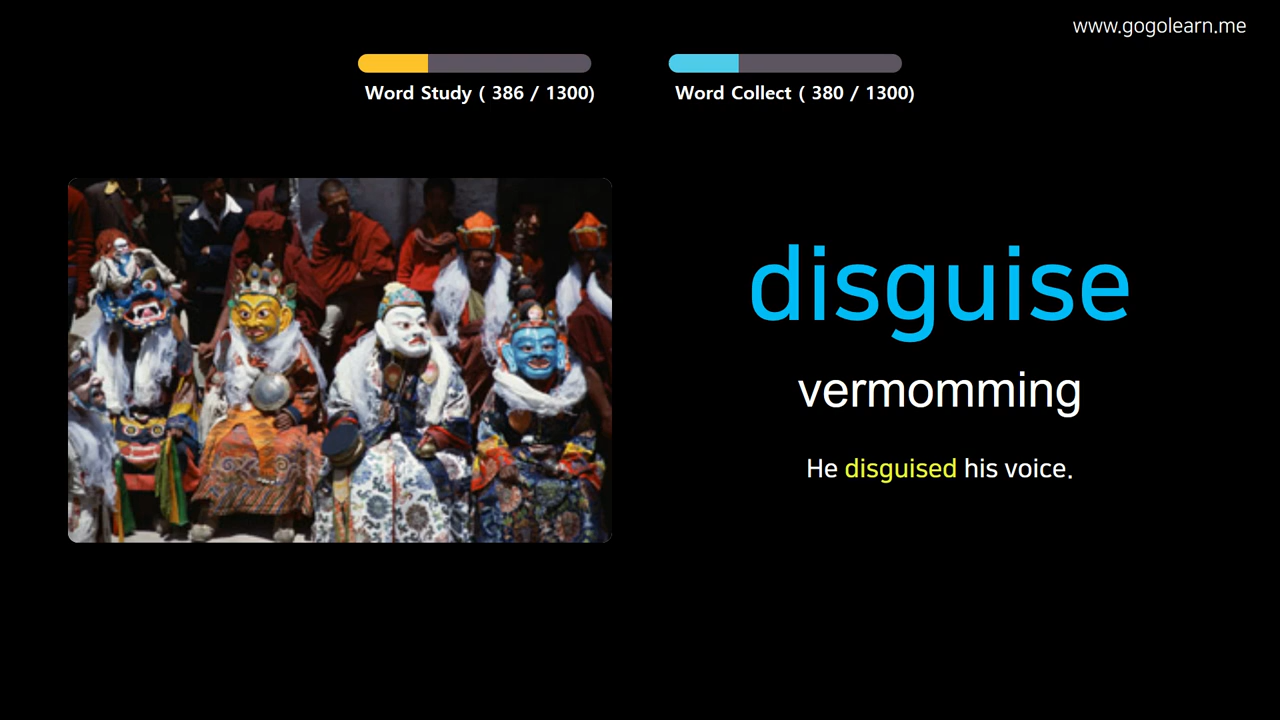 www.gogolearn.me
Word Study ( 386 / 1300)
Word Collect ( 380 / 1300)
disguise
vermomming
He disguised his voice.